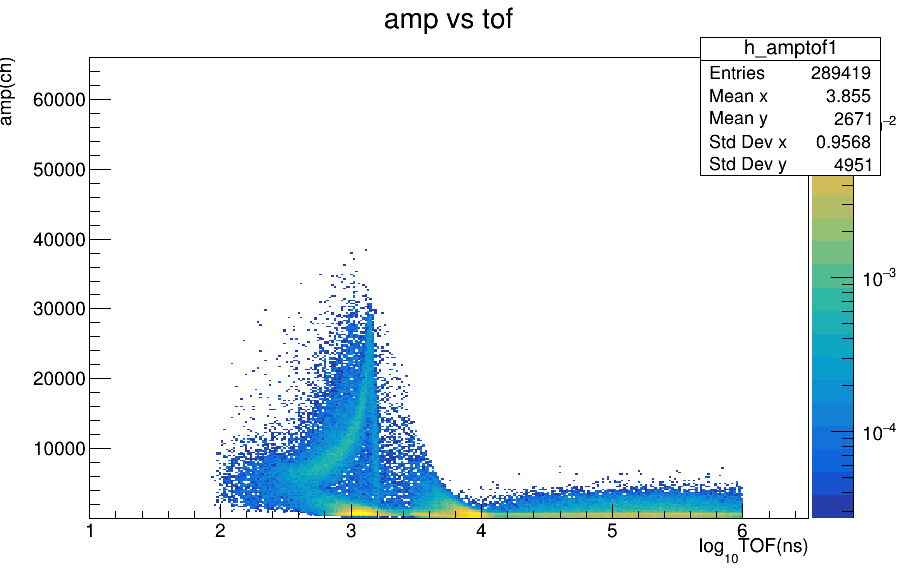 amp vs tof
h_amptof1
Entries 289419
Mean x 3.855
Mean y 2671
Std Dev x 0.9568
Std Dev y 4951
amp(ch)
60000
50000
40000
30000
20000
10000
10−3
10−4
1 2 3 4 5 6
log10TOF(ns)